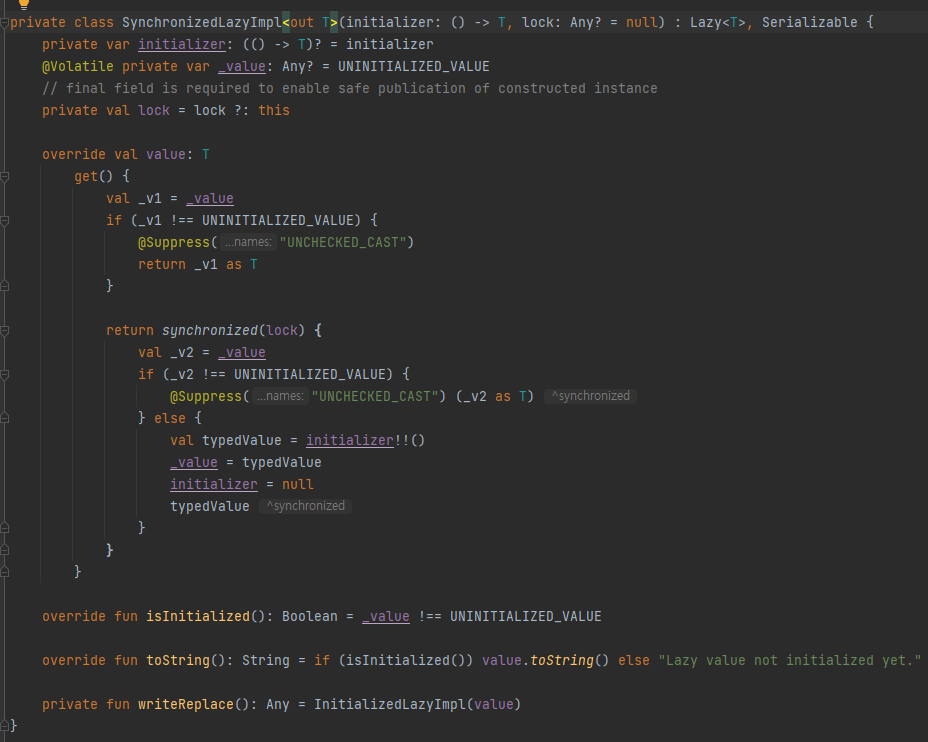 private class SynchronizedLazyImpl<out T>(initializer: () -> T, lock: Any? = null) : Lazy<T>, Serializable {
    private var initializer: (() -> T)? = initializer
    @Volatile private var _value: Any? = UNINITIALIZED_VALUE
    // final field is required to enable safe publication of constructed instance
    private val lock = lock ?: this
    override val value: T
        get() {
            val _v1 = _value
            if (_v1 !== UNINITIALIZED_VALUE) {
                @Suppress( ...names: "UNCHECKED_CAST")
                return _v1 as T
            }
            return synchronized(lock) {
                val _v2 = _value
                if (_v2 !== UNINITIALIZED_VALUE) {
                    @Suppress( ...names: "UNCHECKED_CAST") (_v2 as T) ^synchronized
                } else {
                    val typedValue = initializer!!()
                    _value = typedValue
                    initializer = null
                    typedValue ^synchronized
                }
            }
        }
    override fun isInitialized(): Boolean = _value !== UNINITIALIZED_VALUE
    override fun toString(): String = if (isInitialized()) value.toString() else "Lazy value not initialized yet."
    private fun writeReplace(): Any = InitializedLazyImpl(value)
}